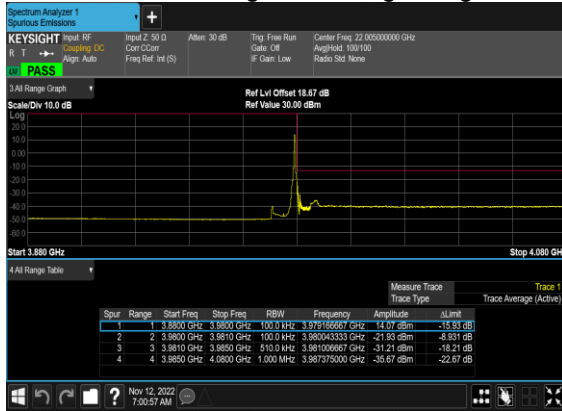 Spectrum Analyzer 1
Spurious Emissions
KEYSIGHT Input: RF Input Z: 50 Ω Atten: 30 dB Trig: Free Run Center Freq: 22.005000000 GHz
R T Coupling: DC Corr CCorr Gate: Off Avg|Hold: 100/100
Align: Auto Freq Ref: Int (S) IF Gain: Low Radio Std: None
PASS
3 All Range Graph Ref Lvl Offset 18.67 dB
Scale/Div 10.0 dB Ref Value 30.00 dBm
Log
20.0
10.0
0.00
-10.0
-20.0
-30.0
-40.0
-50.0
-60.0
Start 3.880 GHz Stop 4.080 GHz
4 All Range Table
Measure Trace Trace 1
Trace Type Trace Average (Active)
Spur Range Start Freq Stop Freq RBW Frequency Amplitude ΔLimit
1 1 3.8800 GHz 3.9800 GHz 100.0 kHz 3.979166667 GHz 14.07 dBm -15.93 dB
2 2 3.9800 GHz 3.9810 GHz 100.0 kHz 3.980043333 GHz -21.93 dBm -8.931 dB
3 3 3.9810 GHz 3.9850 GHz 510.0 kHz 3.981006667 GHz -31.21 dBm -18.21 dB
4 4 3.9850 GHz 4.0800 GHz 1.000 MHz 3.987375000 GHz -35.67 dBm -22.67 dB
? Nov 12, 2022
7:00:57 AM